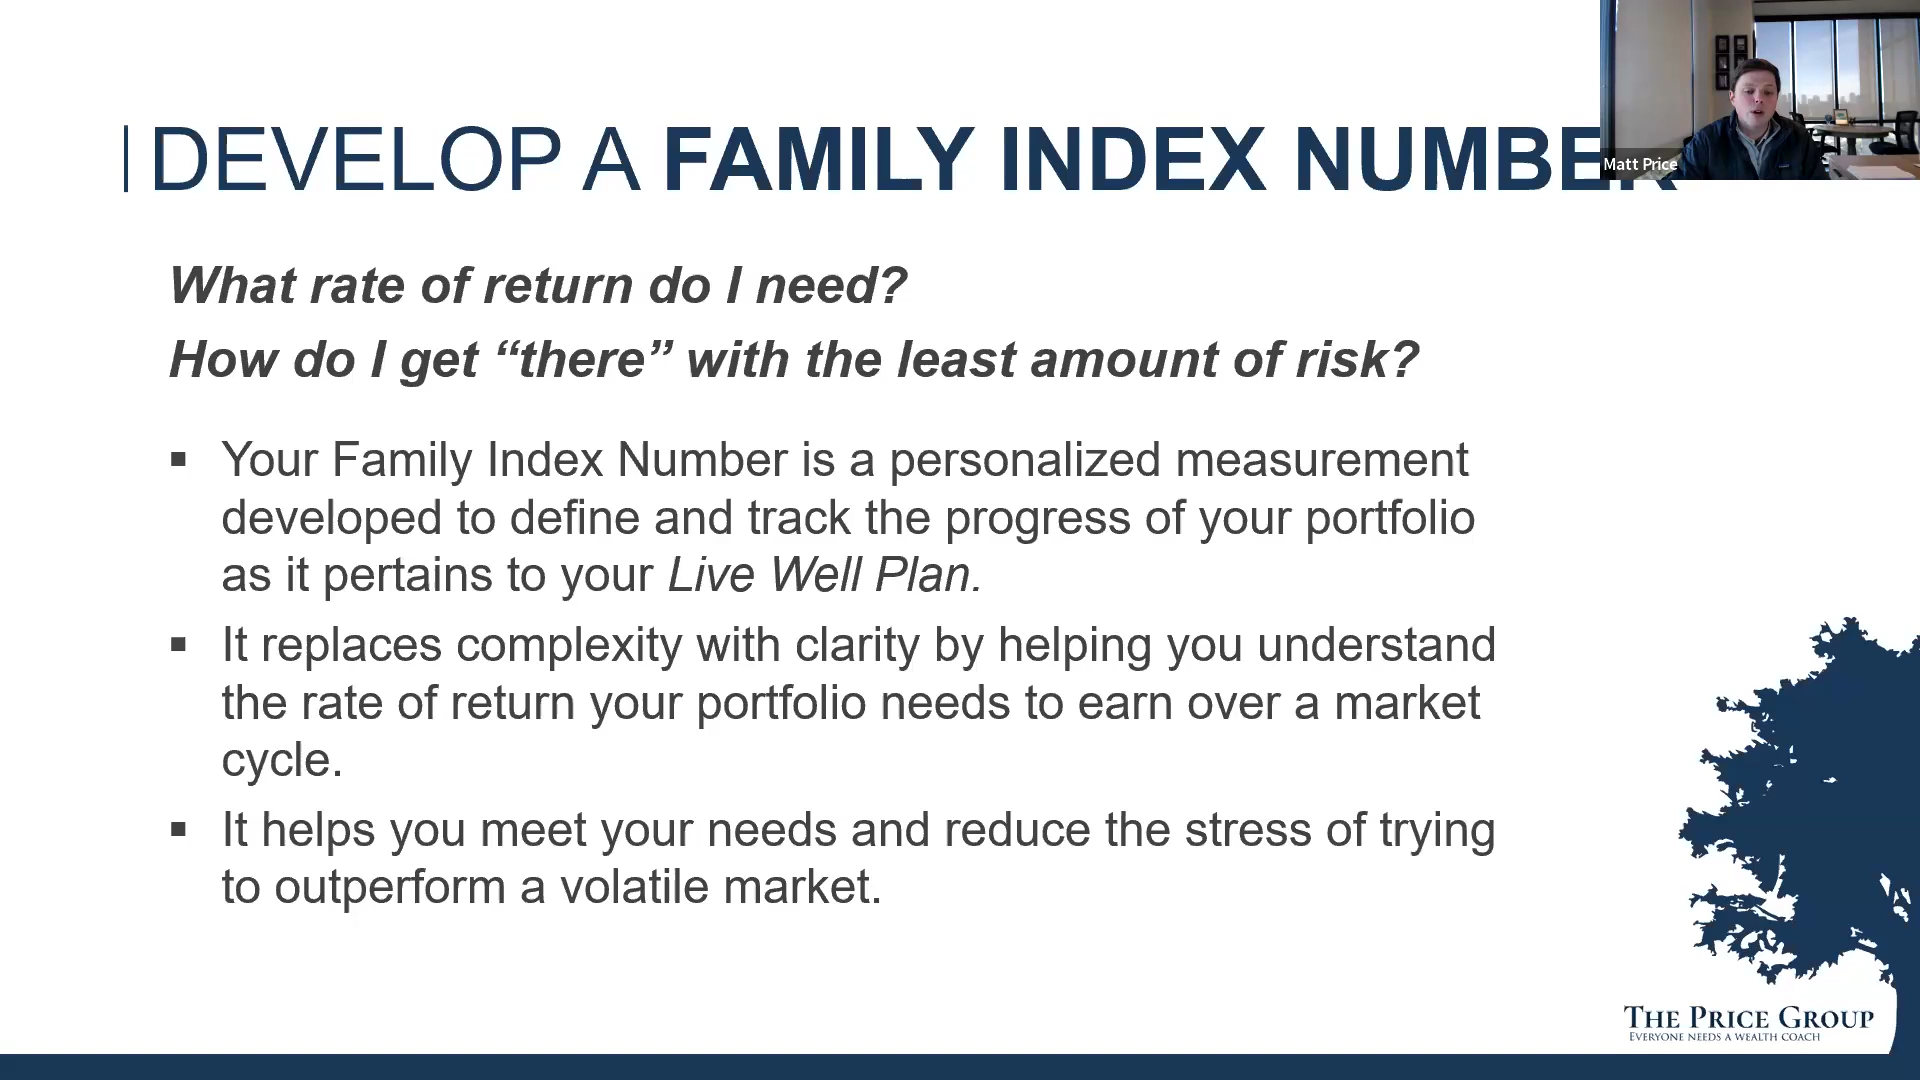 DEVELOP A FAMILY INDEX NUMBER
Matt Price
What rate of return do I need?
How do I get “there” with the least amount of risk?
▪ Your Family Index Number is a personalized measurement
developed to define and track the progress of your portfolio
as it pertains to your Live Well Plan.
▪ It replaces complexity with clarity by helping you understand
the rate of return your portfolio needs to earn over a market
cycle.
▪ It helps you meet your needs and reduce the stress of trying
to outperform a volatile market.
THE PRICE GROUP
EVERYONE NEEDS A WEALTH COACH